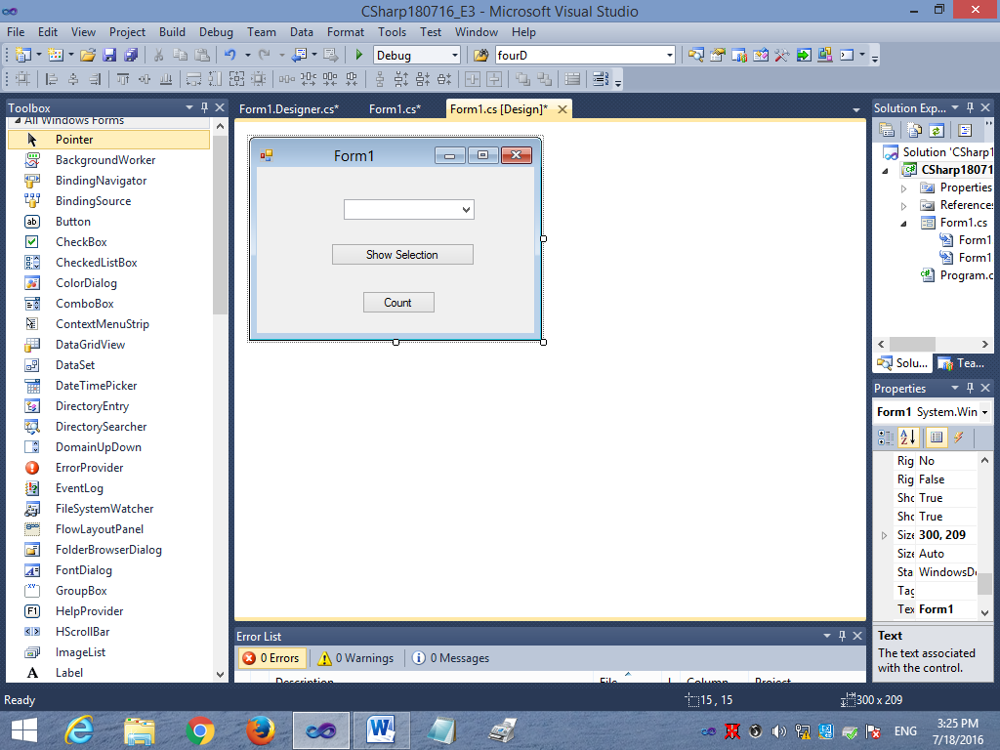 CSharp180716_E3 - Microsoft Visual Studio
File Edit View Project Build Debug Team Data Format Tools Test Window Help
Debug fourD
Toolbox
All Windows Forms
Pointer
BackgroundWorker
BindingNavigator
BindingSource
Button
CheckBox
CheckedListBox
ColorDialog
ComboBox
ContextMenuStrip
DataGridView
DataSet
DateTimePicker
DirectoryEntry
DirectorySearcher
DomainUpDown
ErrorProvider
EventLog
FileSystemWatcher
FlowLayoutPanel
FolderBrowserDialog
FontDialog
GroupBox
HelpProvider
HScrollBar
ImageList
Label
Form1.Designer.cs* Form1.cs* Form1.cs [Design]*
Form1
Show Selection
Count
Error List
0 Errors 0 Warnings 0 Messages
Description File Column Project
Solution Exp...
Solution 'CSharp1
CSharp18071
Properties
References
Form1.cs
Form1
Form1
Program.c
Solu... Tea...
Properties
Form1 System.Win
Rig No
Rig False
Sho True
Sho True
Size 300, 209
Size Auto
Sta WindowsDe
Tag
Tex Form1
Text
The text associated
with the control.
Ready 15 , 15 300 x 209
ENG 3:25 PM
7/18/2016